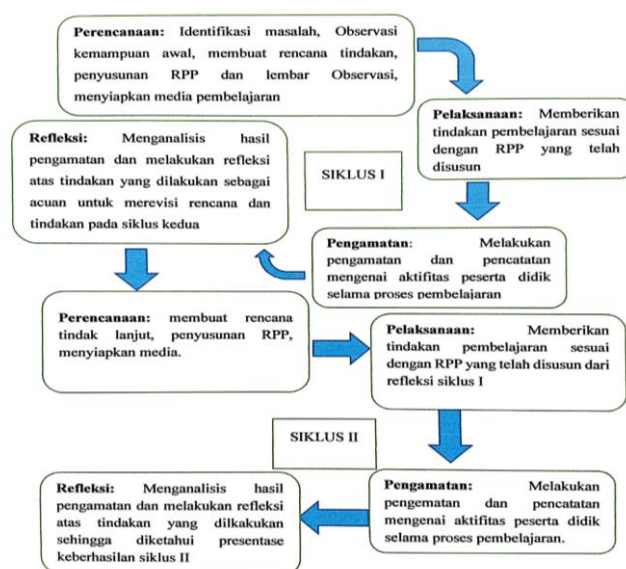 Perencanaan: Identifikasi masalah, Observasi
kemampuan awal, membuat rencana tindakan,
penyusunan RPP dan lembar Observasi,
menyiapkan media pembelajaran
Pelaksanaan: Memberikan
tindakan pembelajaran sesuai
dengan RPP yang telah
disusun
Refleksi: Menganalisis hasil
pengamatan dan melakukan refleksi
atas tindakan yang dilakukan sebagai
acuan untuk merevisi rencana dan
tindakan pada siklus kedua
SIKLUS I
Pengamatan: Melakukan
pengamatan dan pencatatan
mengenai aktifitas peserta didik
selama proses pembelajaran
Perencanaan: membuat rencana
tindak lanjut, penyusunan RPP,
menyiapkan media.
Pelaksanaan: Memberikan
tindakan pembelajaran sesuai
dengan RPP yang telah disusun dari
refleksi siklus I
SIKLUS II
Pengamatan: Melakukan
pengematan dan pencatatan
mengenai aktifitas peserta didik
selama proses pembelajaran.
Refleksi: Menganalisis hasil
pengamatan dan melakukan refleksi
atas tindakan yang dilkakukan
sehingga diketahui presentase
keberhasilan siklus II